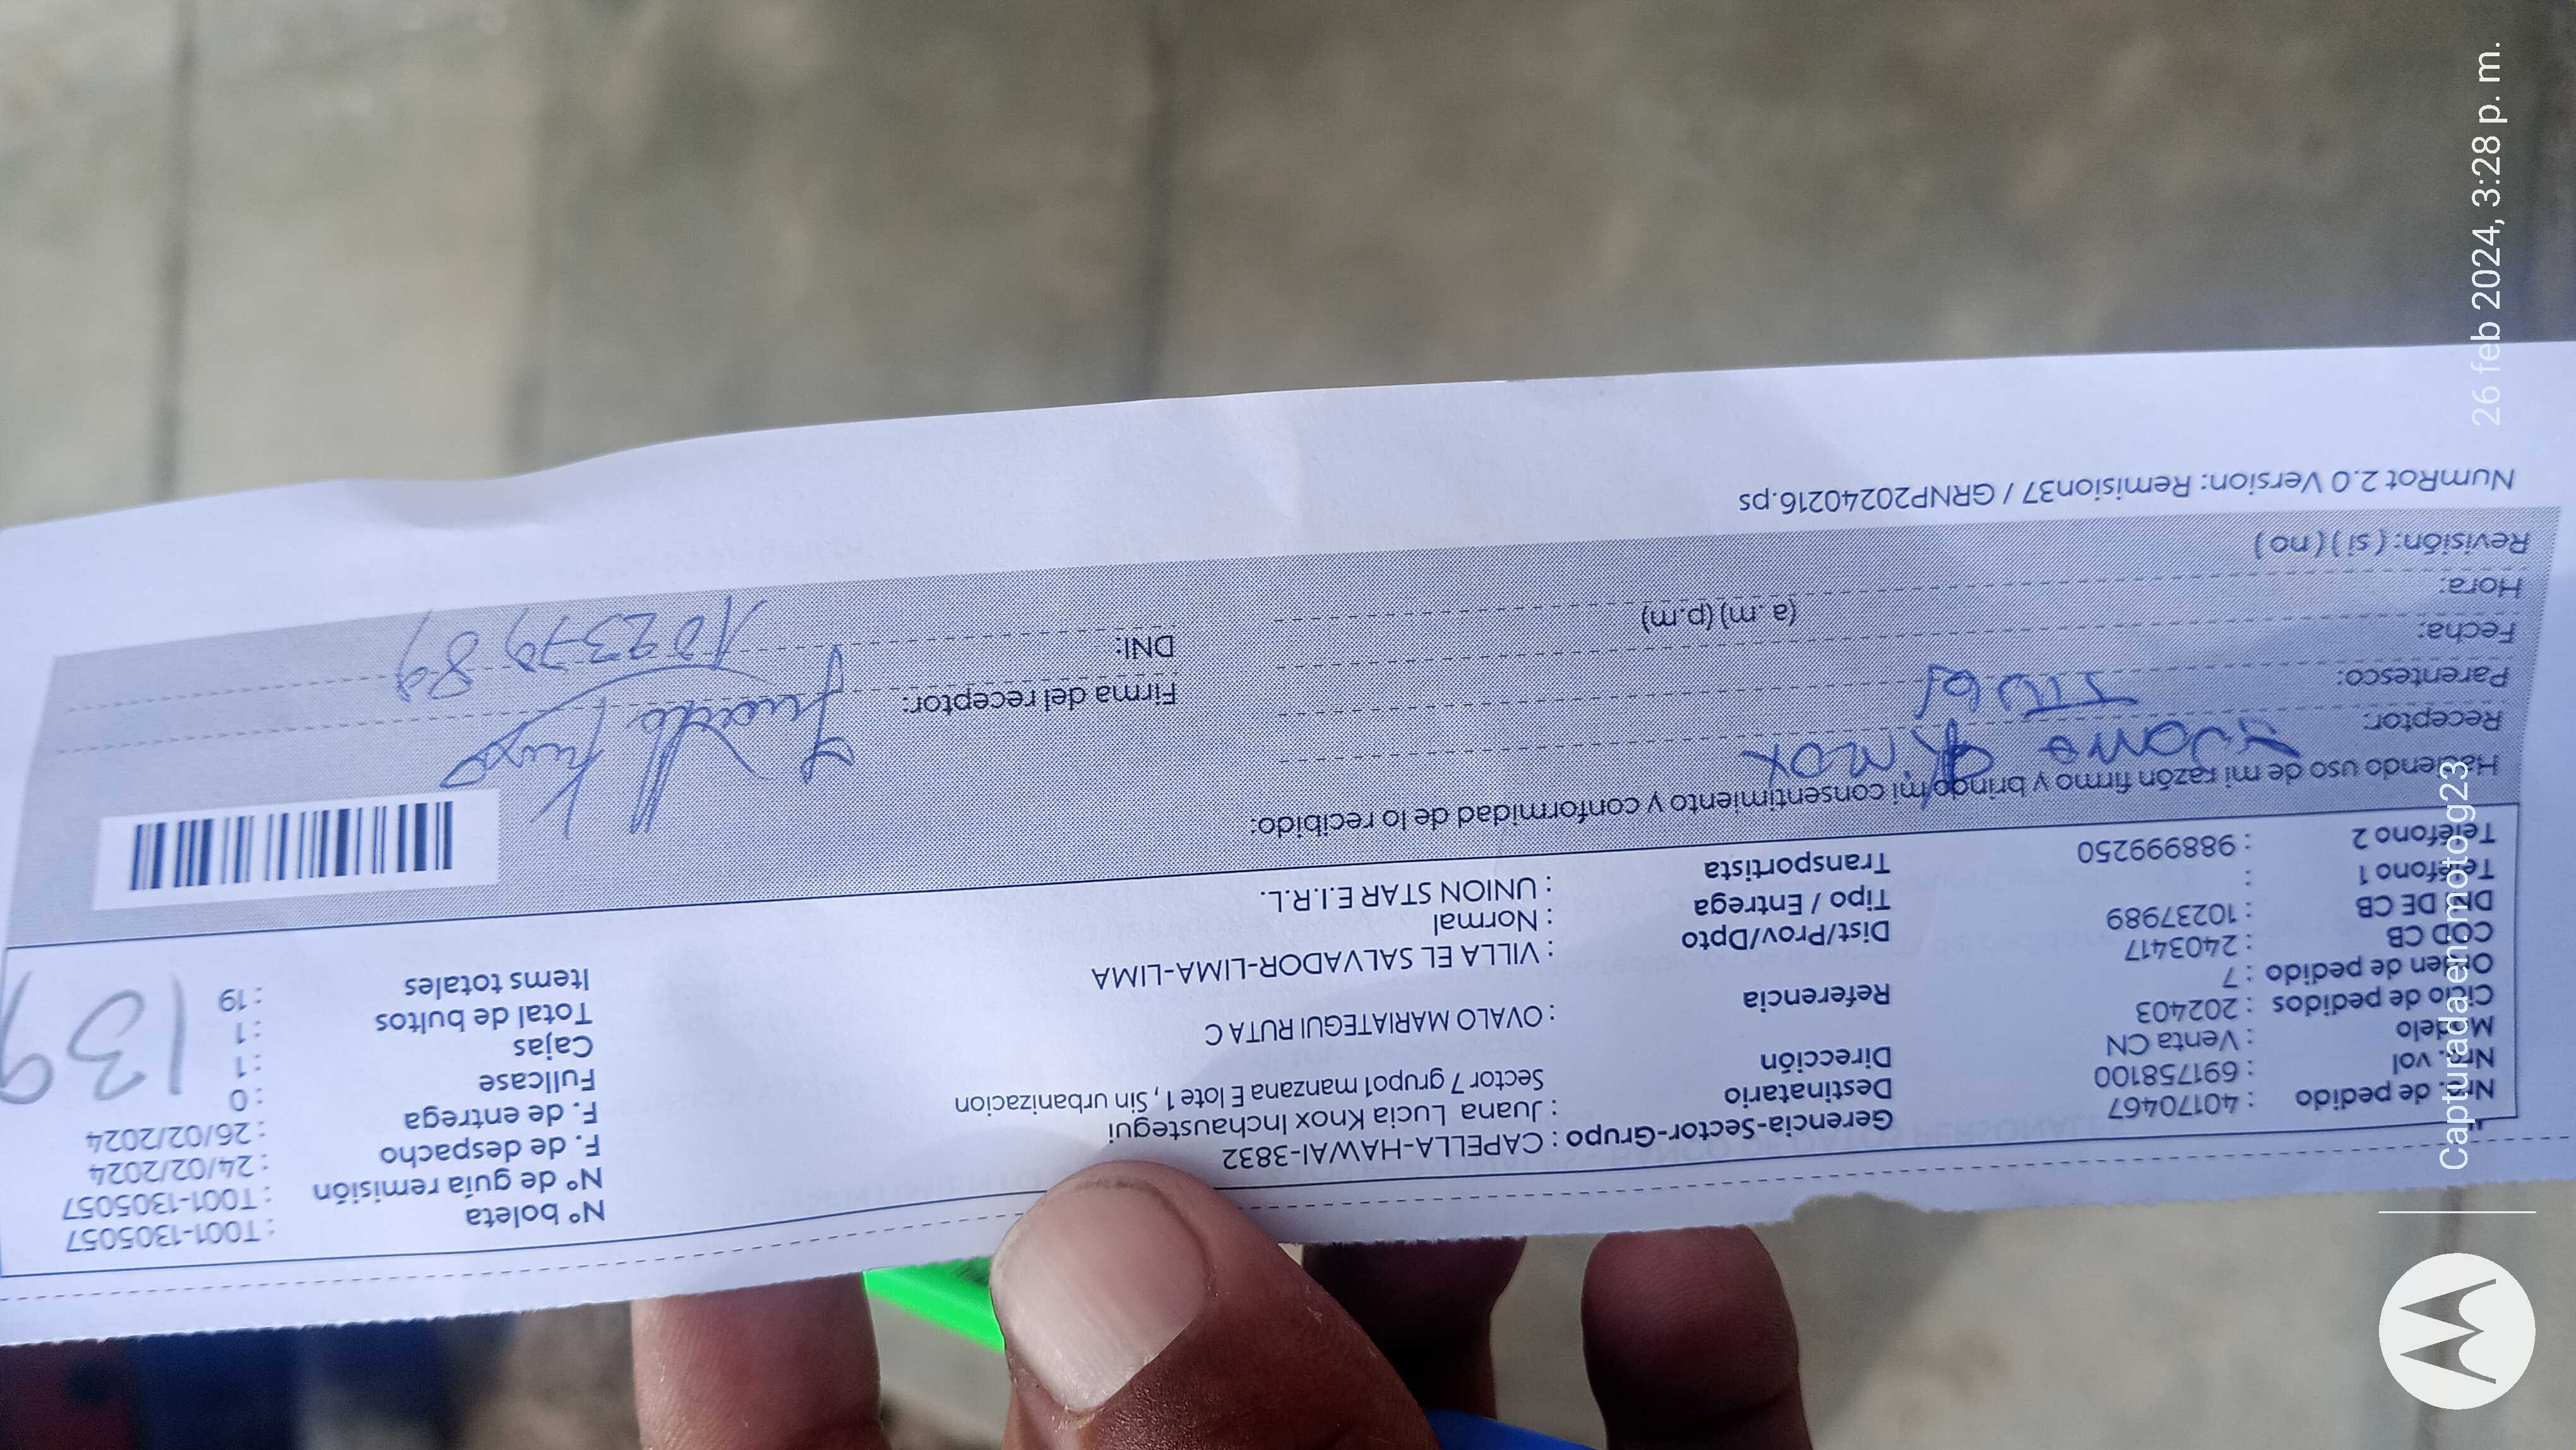 Gerencia-Sector-Grupo : CAPELLA-HAWAI-3832
Nro. de pedido : 40170467
Nro. vol : 691758100
Modelo : Venta CN
Ciclo de pedidos : 202403
Orden de pedido : 7
COD CB : 2403417
DNI DE CB : 10237989
Teléfono 1 :
Teléfono 2 : 988999250
Destinatario : Juana Lucia Knox Inchaustegui
Dirección Sector 7 grupo1 manzana E lote 1 , Sin urbanizacion
Referencia : OVALO MARIATEGUI RUTA C
Dist/Prov/Dpto : VILLA EL SALVADOR-LIMA-LIMA
Tipo / Entrega : Normal
Transportista : UNION STAR E.I.R.L.
N° boleta : T001-1305057
N° de guía remisión : T001-1305057
F. de despacho : 24/02/2024
F. de entrega : 26/02/2024
Fullcase : 0
Cajas : 1
Total de bultos : 1
Items totales : 19
139
Haciendo uso de mi razón firmo y brindo mi consentimiento y conformidad de lo recibido:
Receptor:
Parentesco:
Fecha:
Hora: (a.m) (p.m)
Revisión: ( si ) ( no )
Firma del receptor:
DNI: 10237989
NumRot 2.0 Version: Remision37 / GRNP20240216.ps
Capturada en moto g23
26 feb 2024, 3:28 p. m.